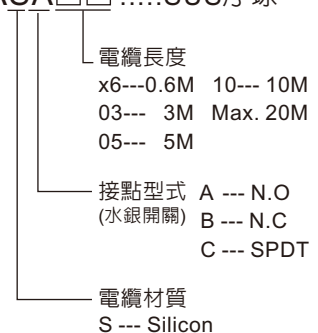 電纜長度
x6---0.6M 10--- 10M
03--- 3M Max. 20M
05--- 5M
接點型式 A --- N.O
(水銀開關) B --- N.C
C --- SPDT
電纜材質
S --- Silicon